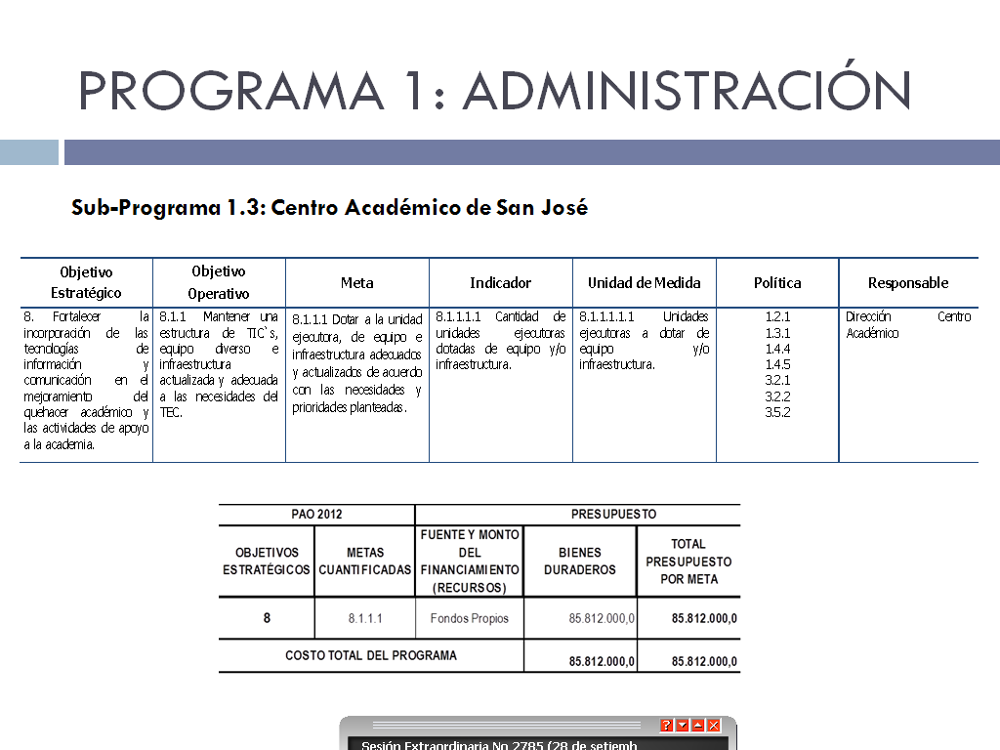 PROGRAMA 1: ADMINISTRACIÓN
Sub-Programa 1.3: Centro Académico de San José
Objetivo
Estratégico
Objetivo
Operativo
Meta
Indicador
Unidad de Medida
Política
Responsable
8. Fortalecer la
incorporación de las
tecnologías de
información y
comunicación en el
mejoramiento del
quehacer académico y
las actividades de apoyo
a la academia.
8.1.1 Mantener una
estructura de TIC`s,
equipo diverso e
infraestructura
actualizada y adecuada
a las necesidades del
TEC.
8.1.1.1 Dotar a la unidad
ejecutora, de equipo e
infraestructura adecuados
y actualizados de acuerdo
con las necesidades y
prioridades planteadas.
8.1.1.1.1 Cantidad de
unidades ejecutoras
dotadas de equipo y/o
infraestructura.
8.1.1.1.1.1 Unidades
ejecutoras a dotar de
equipo y/o
infraestructura.
1.2.1
1.3.1
1.4.4
1.4.5
3.2.1
3.2.2
3.5.2
Dirección Centro
Académico
PAO 2012
PRESUPUESTO
OBJETIVOS
ESTRATÉGICOS
METAS
CUANTIFICADAS
FUENTE Y MONTO
DEL
FINANCIAMIENTO
(RECURSOS)
BIENES
DURADEROS
TOTAL
PRESUPUESTO
POR META
8
8.1.1.1
Fondos Propios
85.812.000,0
85.812.000,0
COSTO TOTAL DEL PROGRAMA
85.812.000,0
85.812.000,0
Sesión Extraordinaria No 2785 (28 de setiemb